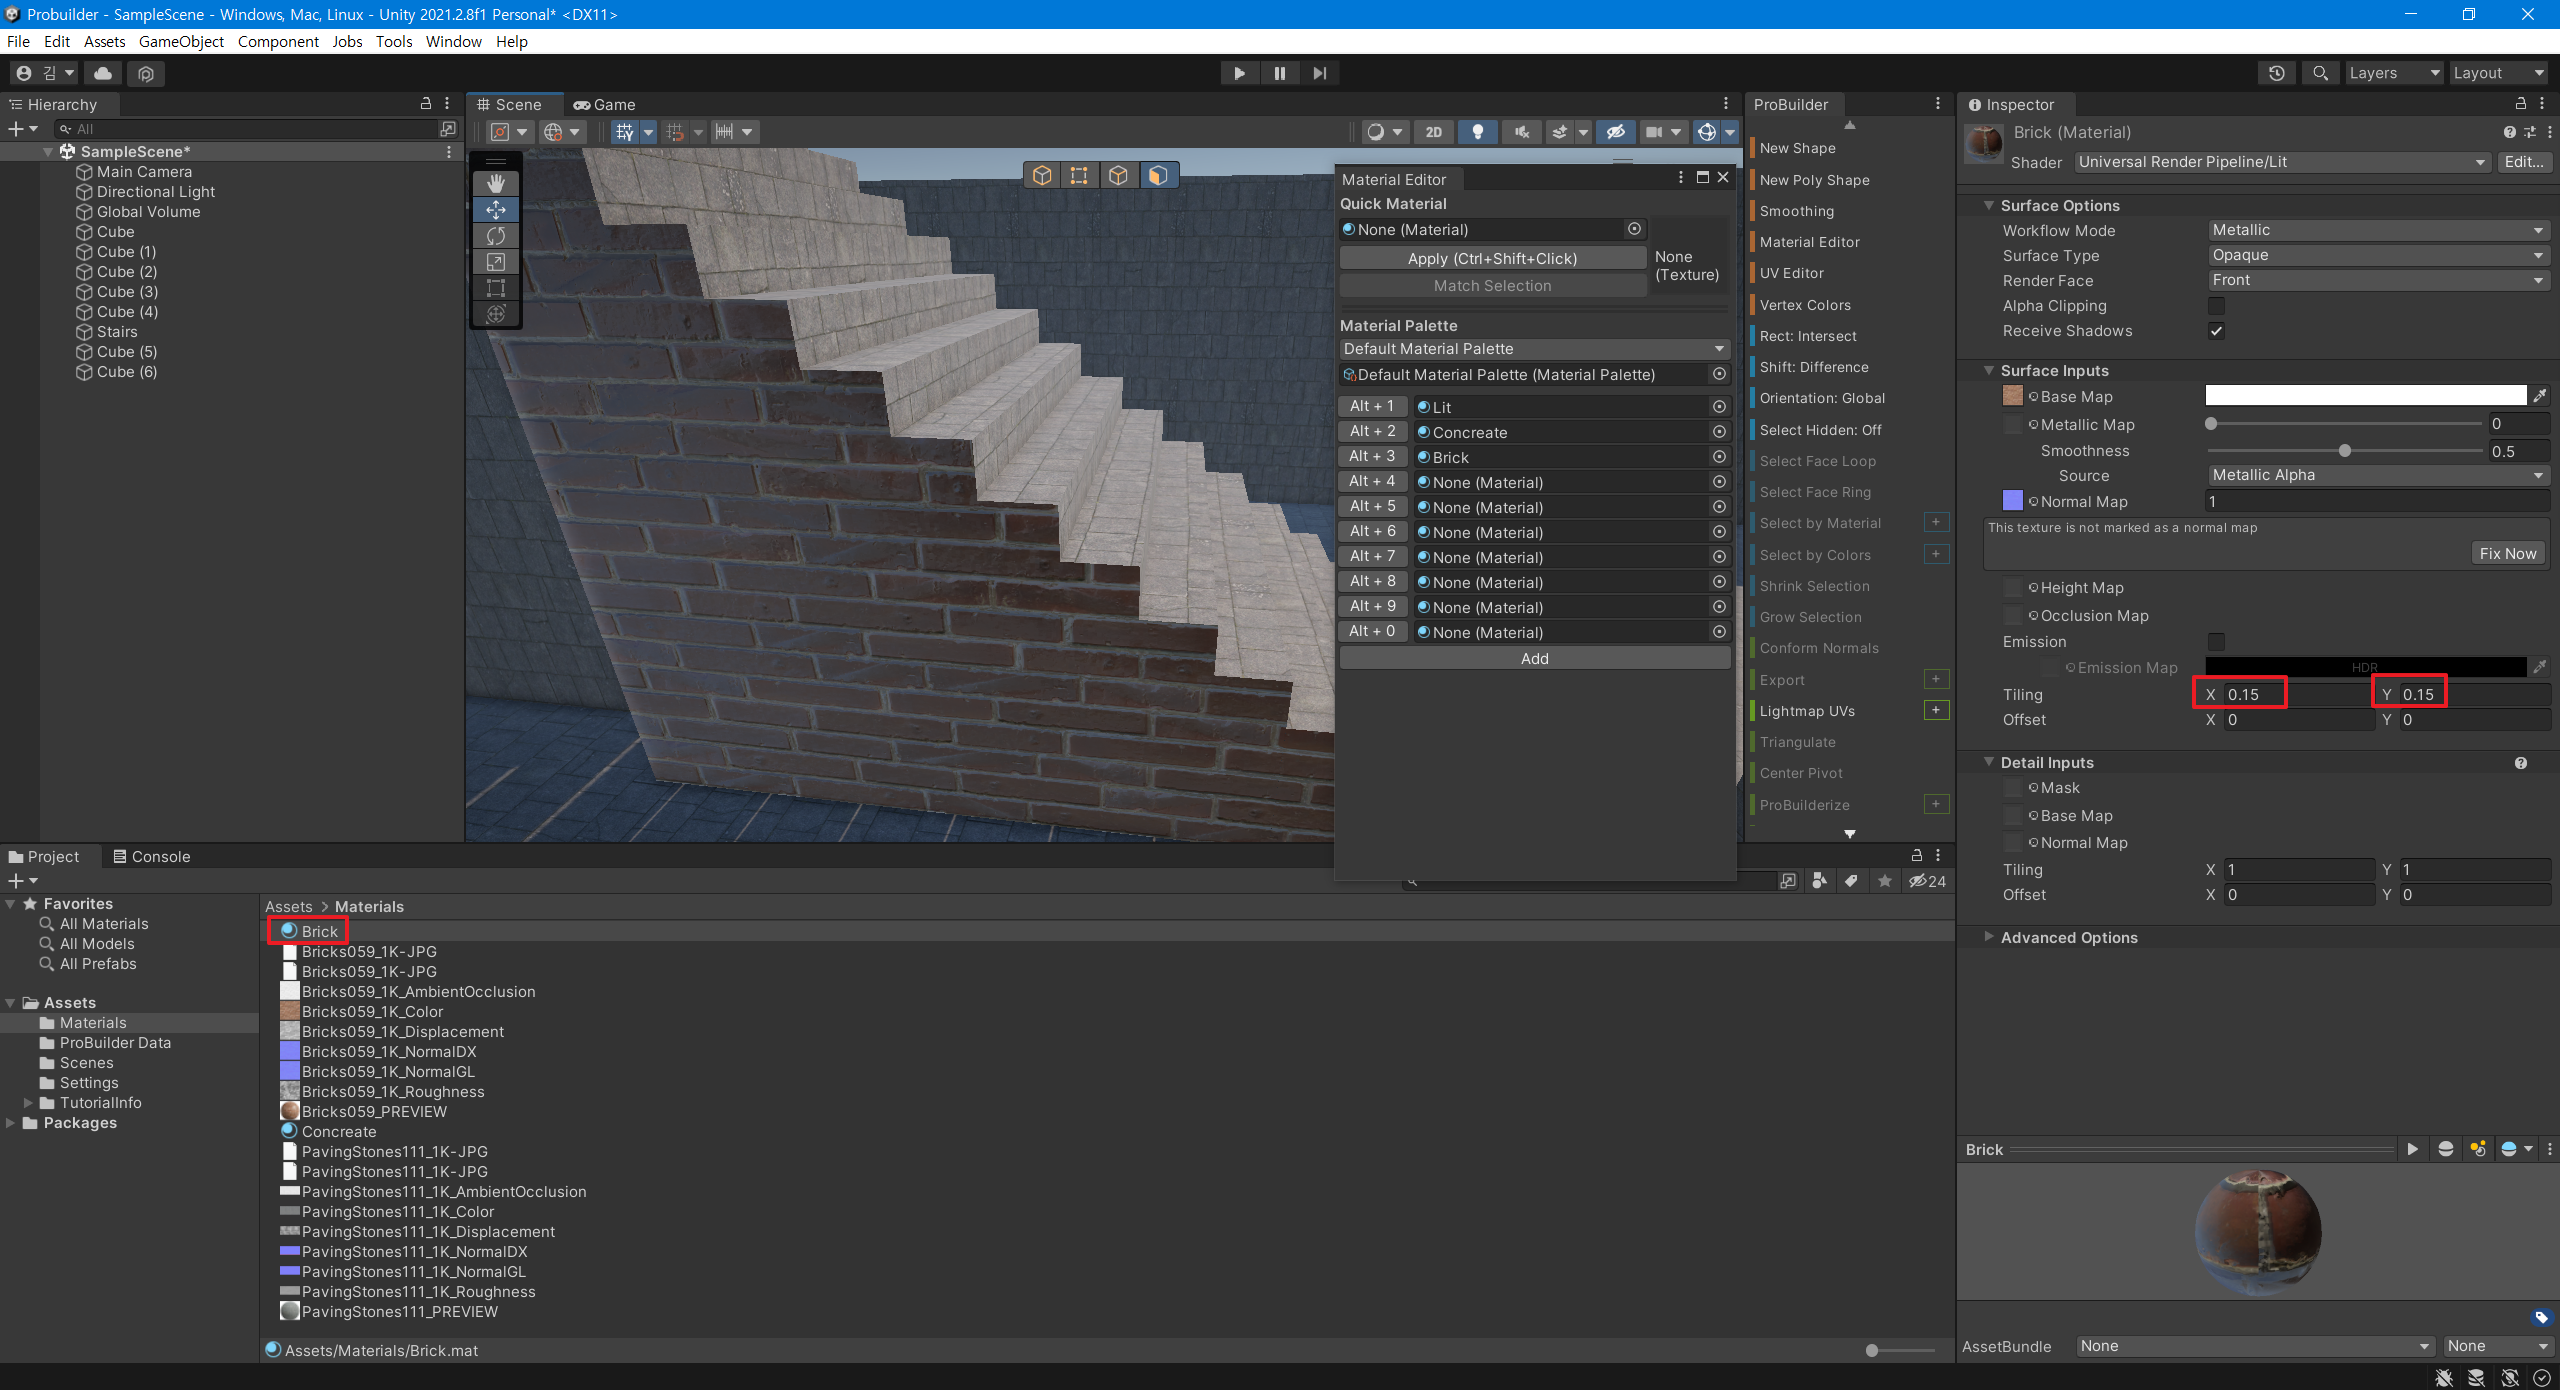 Probuilder - SampleScene - Windows, Mac, Linux - Unity 2021.2.8f1 Personal* <DX11>
File Edit Assets GameObject Component Jobs Tools Window Help
김 Layers Layout
Hierarchy
All
SampleScene*
Main Camera
Directional Light
Global Volume
Cube
Cube (1)
Cube (2)
Cube (3)
Cube (4)
Stairs
Cube (5)
Cube (6)
Scene Game
2D
Material Editor
Quick Material
None (Material)
Apply (Ctrl+Shift+Click)
Match Selection
None
(Texture)
Material Palette
Default Material Palette
Default Material Palette (Material Palette)
Alt + 1 Lit
Alt + 2 Concreate
Alt + 3 Brick
Alt + 4 None (Material)
Alt + 5 None (Material)
Alt + 6 None (Material)
Alt + 7 None (Material)
Alt + 8 None (Material)
Alt + 9 None (Material)
Alt + 0 None (Material)
Add
ProBuilder
New Shape
New Poly Shape
Smoothing
Material Editor
UV Editor
Vertex Colors
Rect: Intersect
Shift: Difference
Orientation: Global
Select Hidden: Off
Select Face Loop
Select Face Ring
Select by Material +
Select by Colors +
Shrink Selection
Grow Selection
Conform Normals
Export +
Lightmap UVs +
Triangulate
Center Pivot
ProBuilderize +
Inspector
Brick (Material)
Shader Universal Render Pipeline/Lit Edit...
Surface Options
Workflow Mode Metallic
Surface Type Opaque
Render Face Front
Alpha Clipping
Receive Shadows
Surface Inputs
Base Map
Metallic Map 0
Smoothness 0.5
Source Metallic Alpha
Normal Map 1
This texture is not marked as a normal map
Fix Now
Height Map
Occlusion Map
Emission
Emission Map HDR
Tiling X 0.15 Y 0.15
Offset X 0 Y 0
Detail Inputs
Mask
Base Map
Normal Map
Tiling X 1 Y 1
Offset X 0 Y 0
Advanced Options
Brick
AssetBundle None None
Project Console
24
Favorites
All Materials
All Models
All Prefabs
Assets
Materials
ProBuilder Data
Scenes
Settings
TutorialInfo
Packages
Assets > Materials
Brick
Bricks059_1K-JPG
Bricks059_1K-JPG
Bricks059_1K_AmbientOcclusion
Bricks059_1K_Color
Bricks059_1K_Displacement
Bricks059_1K_NormalDX
Bricks059_1K_NormalGL
Bricks059_1K_Roughness
Bricks059_PREVIEW
Concreate
PavingStones111_1K-JPG
PavingStones111_1K-JPG
PavingStones111_1K_AmbientOcclusion
PavingStones111_1K_Color
PavingStones111_1K_Displacement
PavingStones111_1K_NormalDX
PavingStones111_1K_NormalGL
PavingStones111_1K_Roughness
PavingStones111_PREVIEW
Assets/Materials/Brick.mat